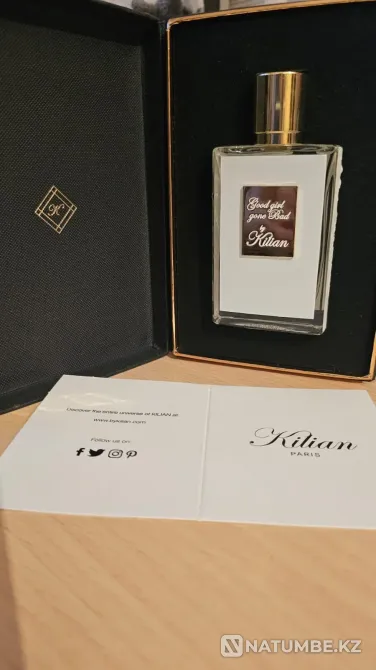 K
Good girl
gone Bad
by
Kilian
Discover the entire universe of KILIAN at
www.bykilian.com
Follow us on:
Kilian
PARIS
NATUMBE.KZ